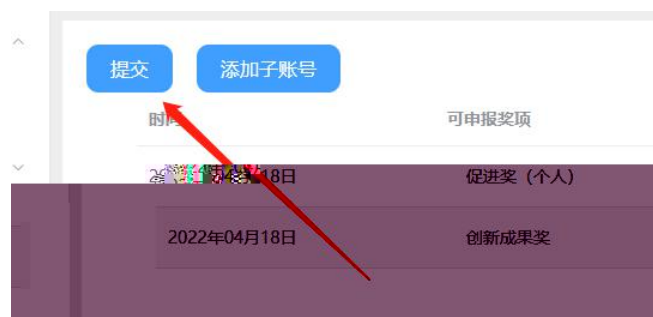 提交 添加子账号
时 可申报奖项
18日 促进奖（个人）
2022年04月18日 创新成果奖